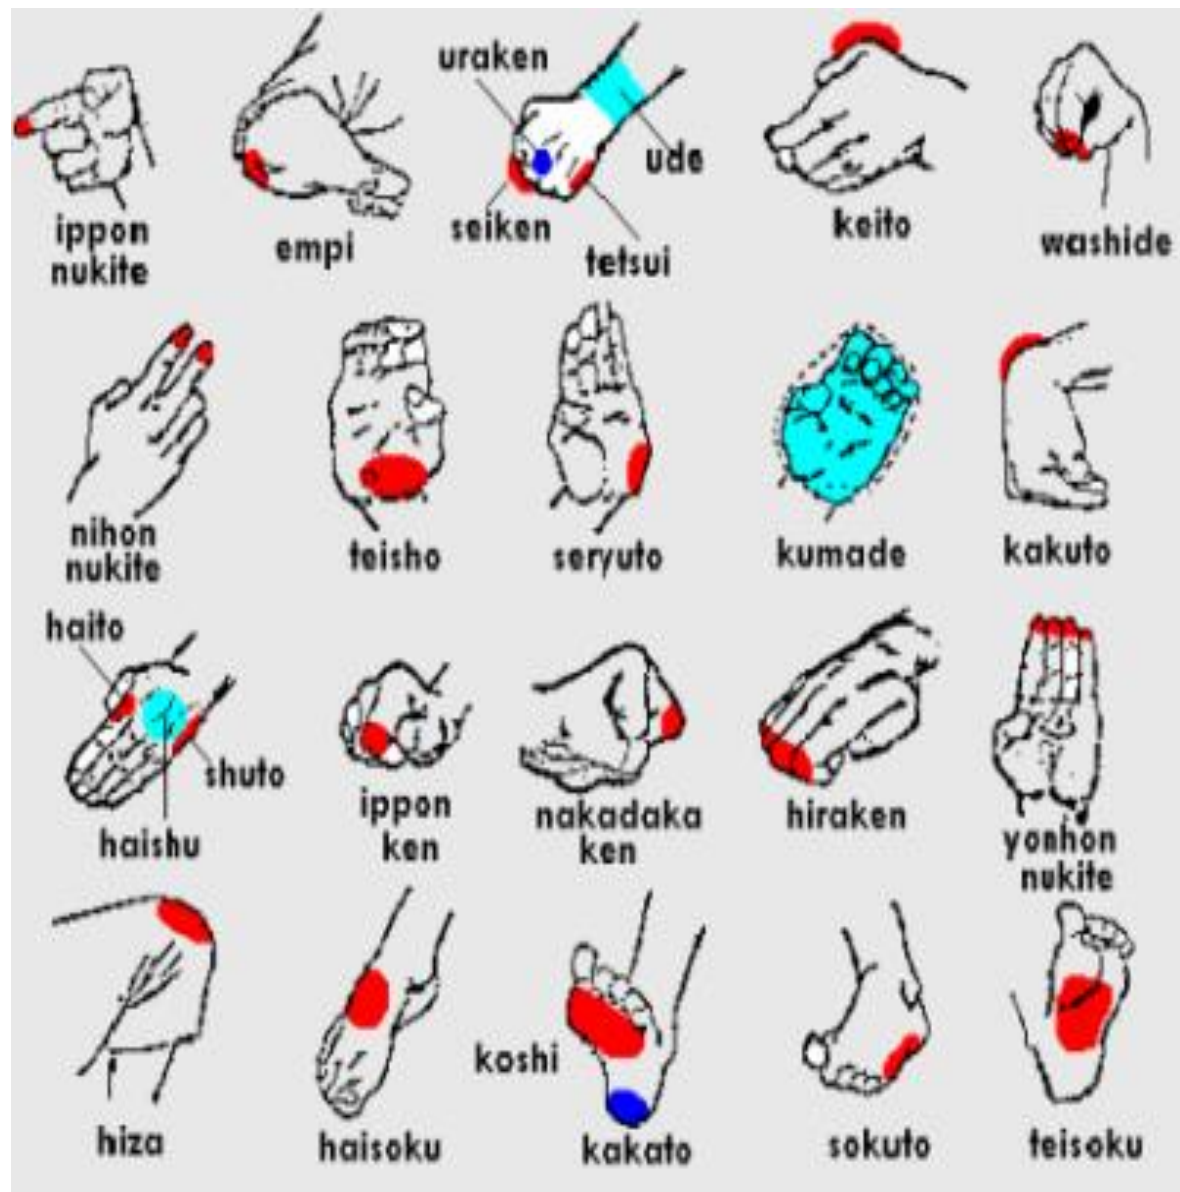 uraken
ude
seiken
tetsui
ippon
nukite
empi
keito
washide
nihon
nukite
teisho
seryuto
kumade
kakuto
haito
shuto
haishu
ippon
ken
nakadaka
ken
hiraken
yonhon
nukite
hiza
haisoku
koshi
kakato
sokuto
teisoku